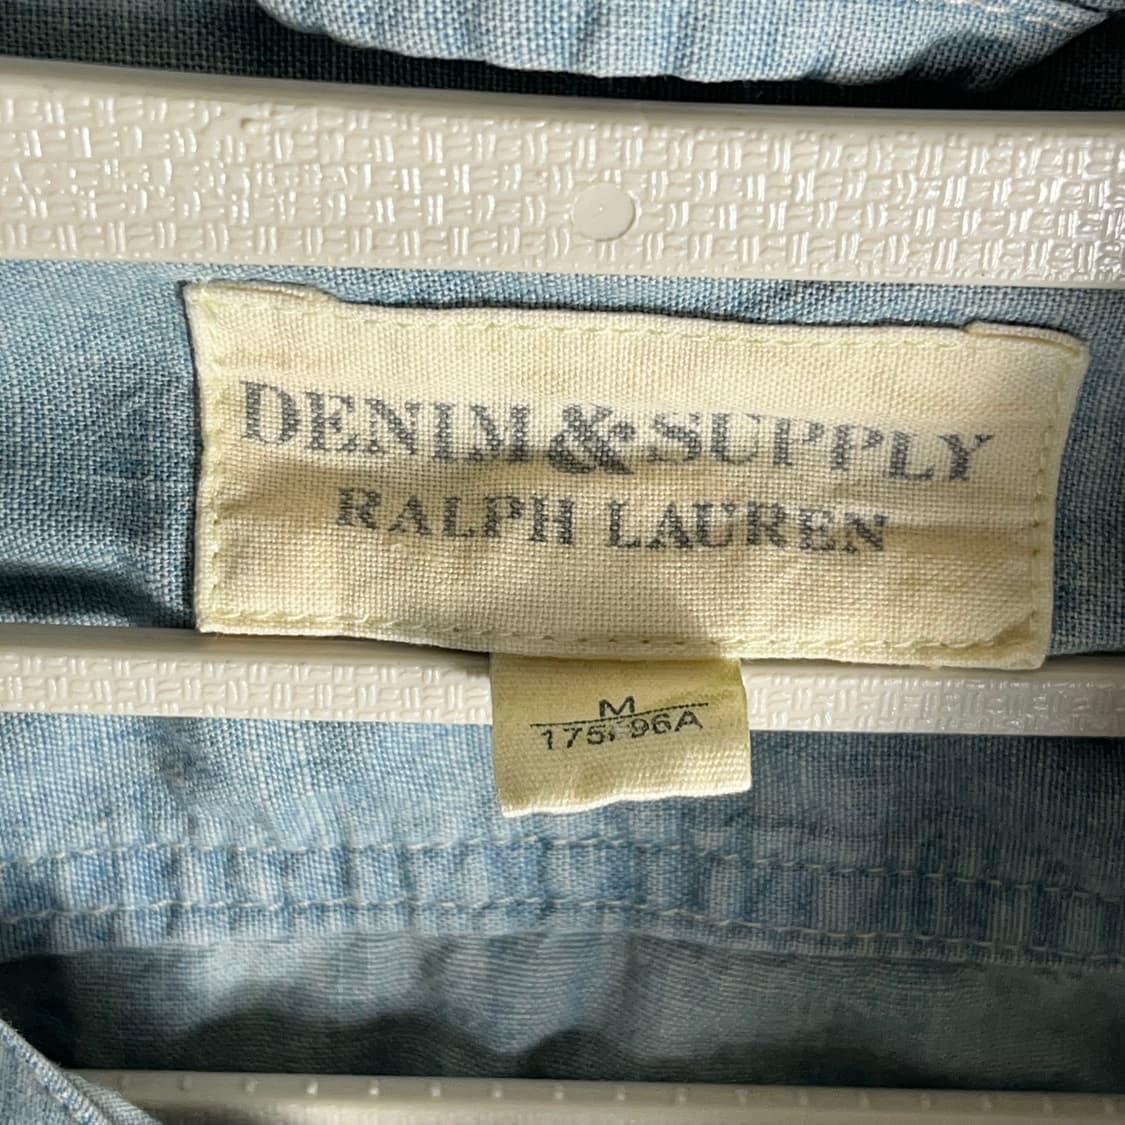 DENIM & SUPPLY
RALPH LAUREN
M
175/96A